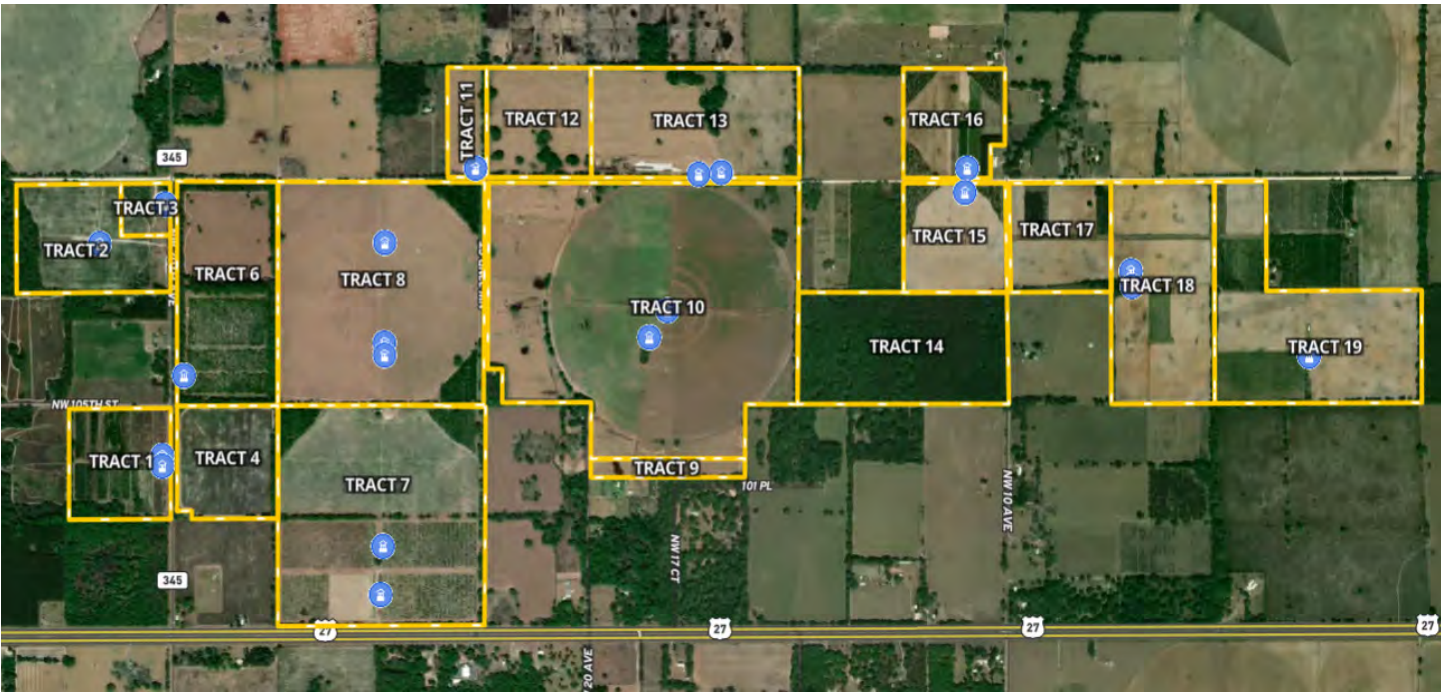 TRACT 11
TRACT 12
TRACT 13
TRACT 16
345
TRACT 3
TRACT 2
TRACT 6
TRACT 8
TRACT 10
TRACT 15
TRACT 17
TRACT 18
TRACT 14
TRACT 19
NW 105TH ST
TRACT 1
TRACT 4
TRACT 7
TRACT 9
101 PL
NW 10 AVE
NW 17 CT
345
27
27
27
27
20 AVE